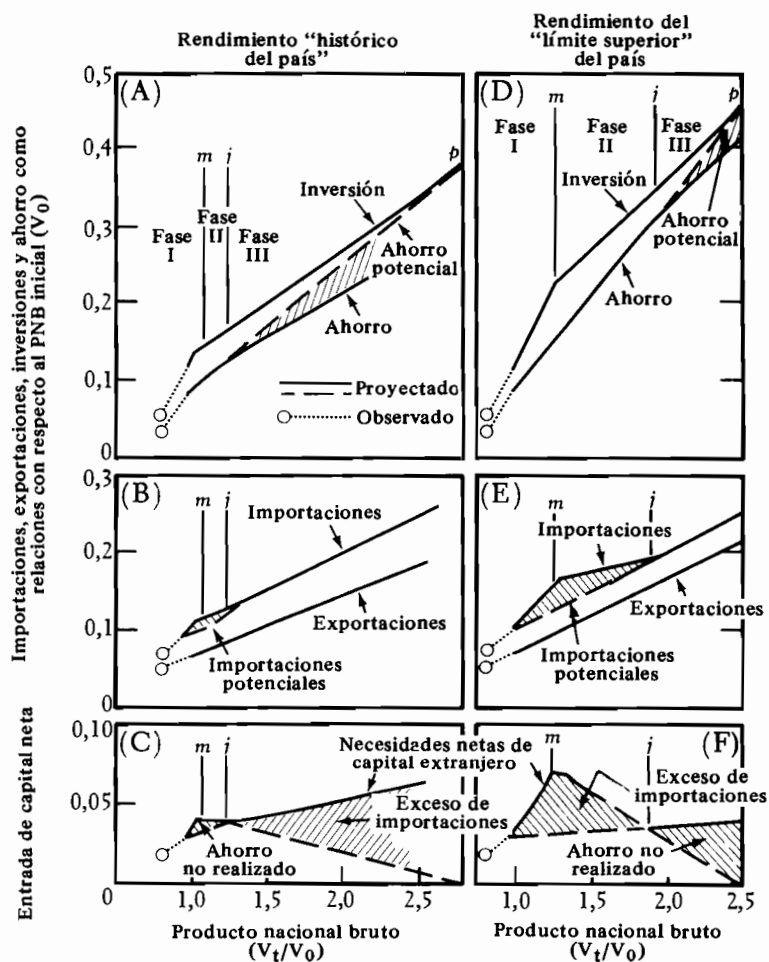 Rendimiento "histórico
del país"
Rendimiento del
"límite superior"
del país
Importaciones, exportaciones, inversiones y ahorro como
relaciones con respecto al PNB inicial (V0)
Entrada de capital neta
0,5
0,4
0,3
0,2
0,1
0
(A)
m
j
p
Fase
I
Fase
II
Fase
III
Inversión
Ahorro
potencial
Ahorro
Proyectado
Observado
(D)
m
j
p
Fase
I
Fase
II
Fase
III
Inversión
Ahorro
potencial
Ahorro
0,3
0,2
0,1
0
(B)
m
j
Importaciones
Exportaciones
Importaciones
potenciales
(E)
m
j
Importaciones
Exportaciones
Importaciones
potenciales
0,10
0,05
0
(C)
m
j
Necesidades netas de
capital extranjero
Exceso de
importaciones
Ahorro
no realizado
(F)
m
j
Exceso de
importaciones
Ahorro no
realizado
1,0
1,5
2,0
2,5
Producto nacional bruto
(Vt/V0)
1,0
1,5
2,0
2,5
Producto nacional bruto
(Vt/V0)